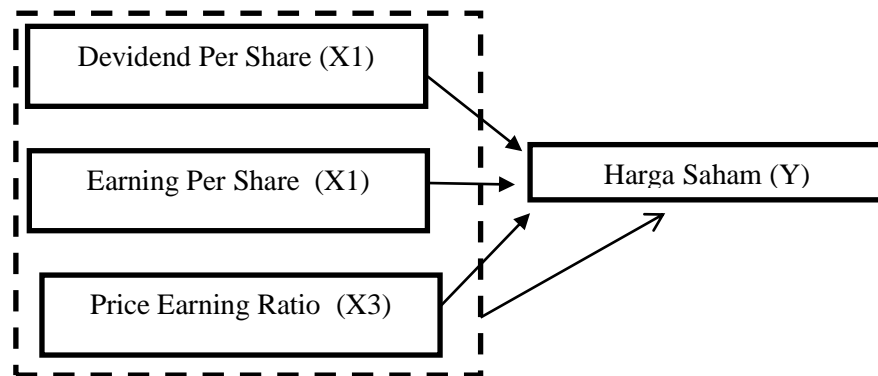 Devidend Per Share (X1)
Earning Per Share (X1)
Harga Saham (Y)
Price Earning Ratio (X3)